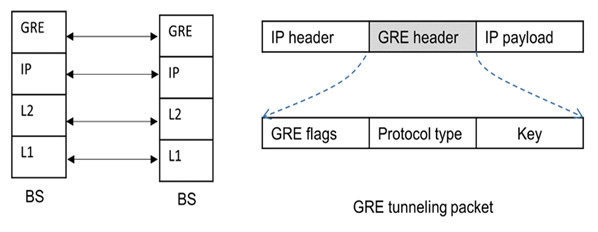 GRE
IP
L2
L1
BS
GRE
IP
L2
L1
BS
IP header
GRE header
IP payload
GRE flags
Protocol type
Key
GRE tunneling packet